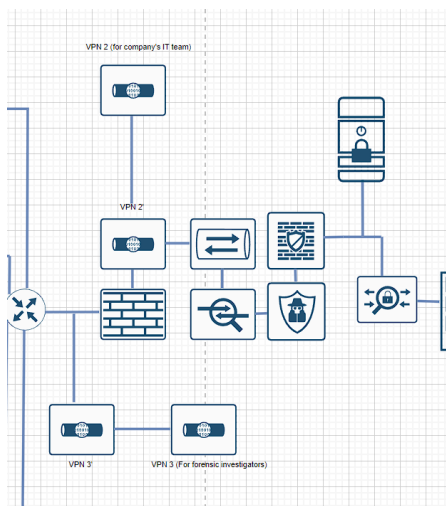 VPN 2 (for company's IT team)
VPN 2'
VPN 3'
VPN 3 (For forensic investigators)